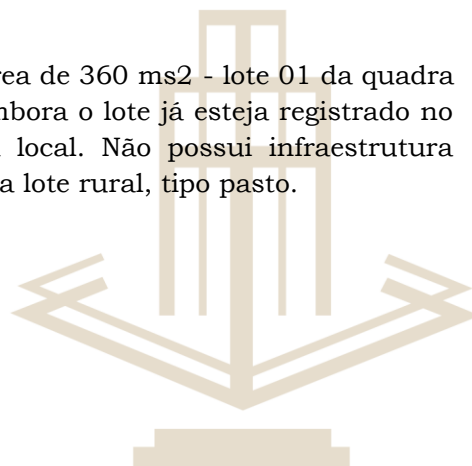 rea de 360 ms2 - lote 01 da quadra
mbora o lote já esteja registrado no
local. Não possui infraestrutura
a lote rural, tipo pasto.